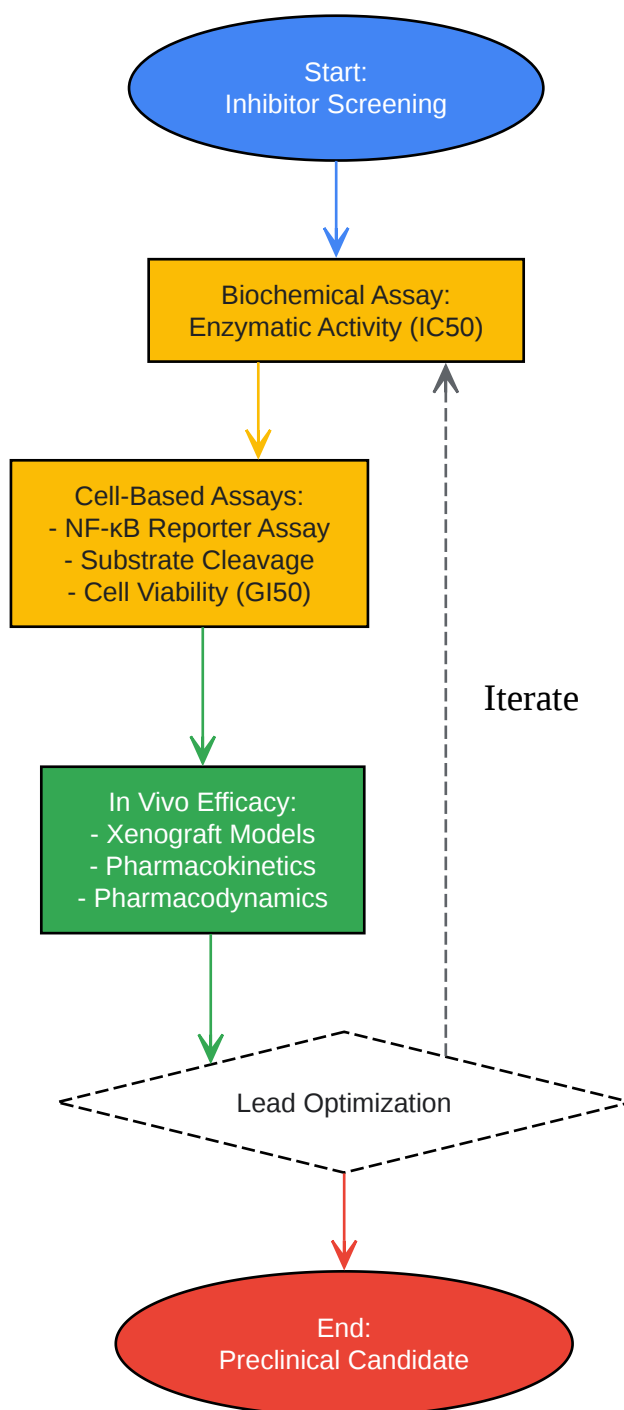 Start:
Inhibitor Screening
Biochemical Assay:
Enzymatic Activity (IC50)
Cell-Based Assays:
- NF-κB Reporter Assay
- Substrate Cleavage
- Cell Viability (GI50)
Iterate
In Vivo Efficacy:
- Xenograft Models
- Pharmacokinetics
- Pharmacodynamics
Lead Optimization
End:
Preclinical Candidate